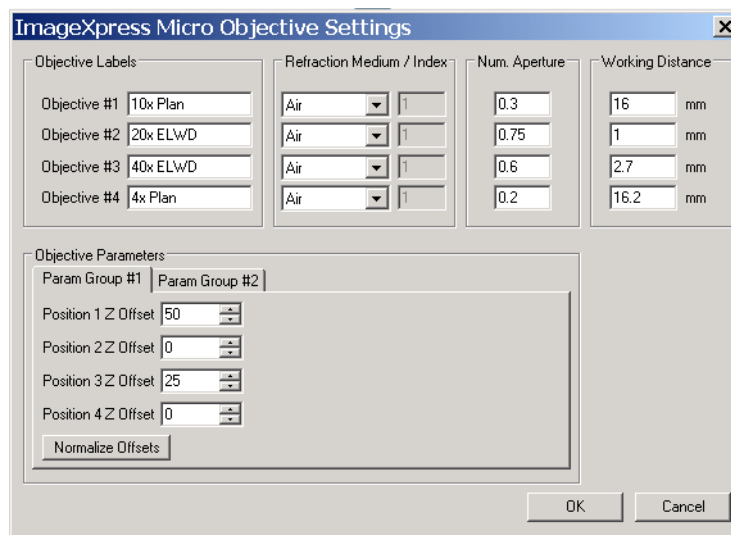 ImageXpress Micro Objective Settings
Objective Labels
Refraction Medium / Index
Num. Aperture
Working Distance
Objective #1 10x Plan Air 1 0.3 16 mm
Objective #2 20x ELWD Air 1 0.75 1 mm
Objective #3 40x ELWD Air 1 0.6 2.7 mm
Objective #4 4x Plan Air 1 0.2 16.2 mm
Objective Parameters
Param Group #1 Param Group #2
Position 1 Z Offset 50
Position 2 Z Offset 0
Position 3 Z Offset 25
Position 4 Z Offset 0
Normalize Offsets
OK Cancel